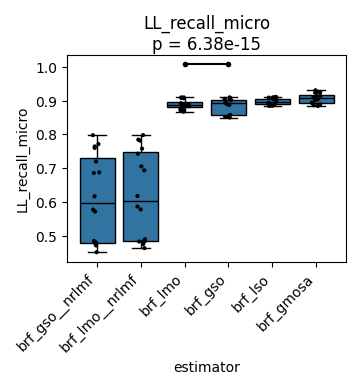 LL_recall_micro
p = 6.38e-15
LL_recall_micro
1.0
0.9
0.8
0.7
0.6
0.5
brf_gso__nrlmf
brf_lmo__nrlmf
brf_lmo
brf_gso
brf_lso
brf_gmosa
estimator